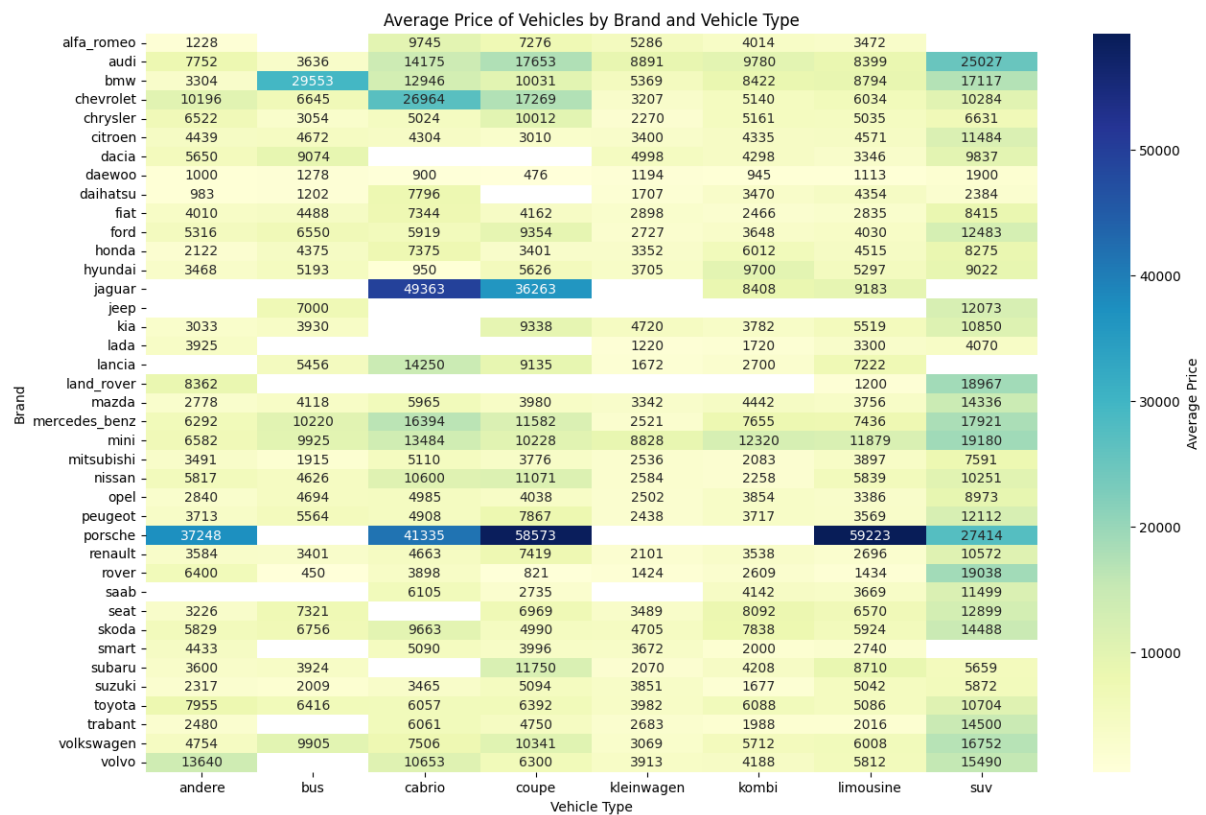 Average Price of Vehicles by Brand and Vehicle Type
alfa_romeo 1228 9745 7276 5286 4014 3472
audi 7752 3636 14175 17653 8891 9780 8399 25027
bmw 3304 29553 12946 10031 5369 8422 8794 17117
chevrolet 10196 6645 26964 17269 3207 5140 6034 10284
chrysler 6522 3054 5024 10012 2270 5161 5035 6631
citroen 4439 4672 4304 3010 3400 4335 4571 11484
dacia 5650 9074 4998 4298 3346 9837
daewoo 1000 1278 900 476 1194 945 1113 1900
daihatsu 983 1202 7796 1707 3470 4354 2384
fiat 4010 4488 7344 4162 2898 2466 2835 8415
ford 5316 6550 5919 9354 2727 3648 4030 12483
honda 2122 4375 7375 3401 3352 6012 4515 8275
hyundai 3468 5193 950 5626 3705 9700 5297 9022
jaguar 49363 36263 8408 9183
jeep 7000 12073
kia 3033 3930 9338 4720 3782 5519 10850
lada 3925 1220 1720 3300 4070
lancia 5456 14250 9135 1672 2700 7222
land_rover 8362 1200 18967
mazda 2778 4118 5965 3980 3342 4442 3756 14336
mercedes_benz 6292 10220 16394 11582 2521 7655 7436 17921
mini 6582 9925 13484 10228 8828 12320 11879 19180
mitsubishi 3491 1915 5110 3776 2536 2083 3897 7591
nissan 5817 4626 10600 11071 2584 2258 5839 10251
opel 2840 4694 4985 4038 2502 3854 3386 8973
peugeot 3713 5564 4908 7867 2438 3717 3569 12112
porsche 37248 41335 58573 59223 27414
renault 3584 3401 4663 7419 2101 3538 2696 10572
rover 6400 450 3898 821 1424 2609 1434 19038
saab 6105 2735 4142 3669 11499
seat 3226 7321 6969 3489 8092 6570 12899
skoda 5829 6756 9663 4990 4705 7838 5924 14488
smart 4433 5090 3996 3672 2000 2740
subaru 3600 3924 11750 2070 4208 8710 5659
suzuki 2317 2009 3465 5094 3851 1677 5042 5872
toyota 7955 6416 6057 6392 3982 6088 5086 10704
trabant 2480 6061 4750 2683 1988 2016 14500
volkswagen 4754 9905 7506 10341 3069 5712 6008 16752
volvo 13640 10653 6300 3913 4188 5812 15490
andere bus cabrio coupe kleinwagen kombi limousine suv
Vehicle Type
Brand
50000
40000
30000
20000
10000
Average Price